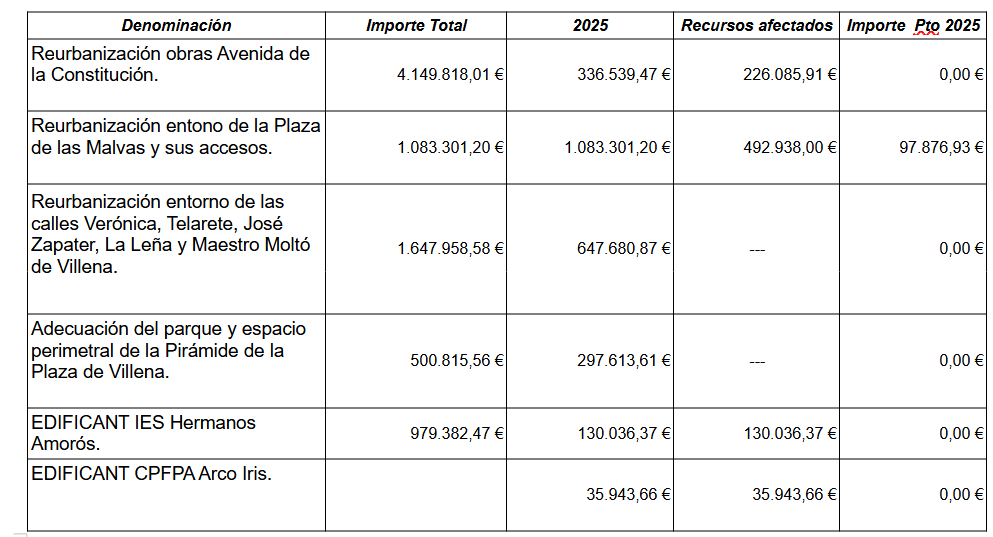 Denominación Importe Total 2025 Recursos afectados Importe Pto 2025
Reurbanización obras Avenida de
la Constitución. 4.149.818,01 € 336.539,47 € 226.085,91 € 0,00 €
Reurbanización entono de la Plaza
de las Malvas y sus accesos. 1.083.301,20 € 1.083.301,20 € 492.938,00 € 97.876,93 €
Reurbanización entorno de las
calles Verónica, Telarete, José
Zapater, La Leña y Maestro Moltó 1.647.958,58 € 647.680,87 € --- 0,00 €
de Villena.
Adecuación del parque y espacio
perimetral de la Pirámide de la 500.815,56 € 297.613,61 € --- 0,00 €
Plaza de Villena.
EDIFICANT IES Hermanos
Amorós. 979.382,47 € 130.036,37 € 130.036,37 € 0,00 €
EDIFICANT CPFPA Arco Iris.
35.943,66 € 35.943,66 € 0,00 €